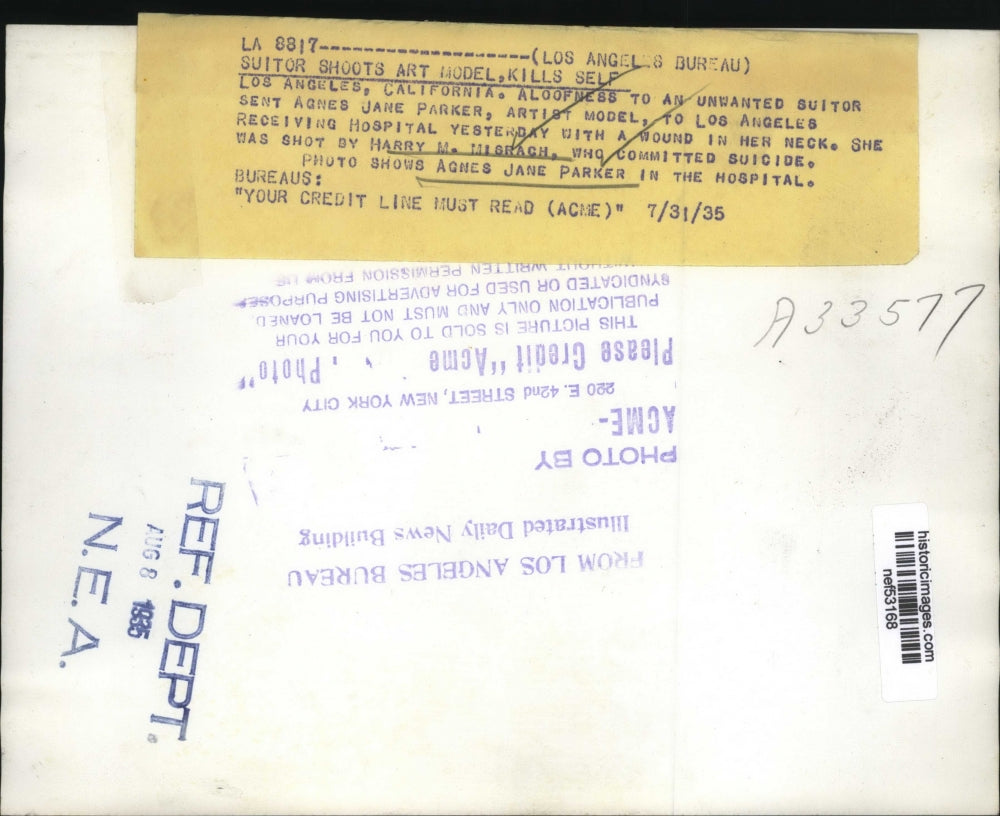 LA 8817--------------------(LOS ANGELES BUREAU)
SUITOR SHOOTS ART MODEL,KILLS SELF
LOS ANGELES, CALIFORNIA. ALOOFNESS TO AN UNWANTED SUITOR
SENT AGNES JANE PARKER, ARTIST MODEL, TO LOS ANGELES
RECEIVING HOSPITAL YESTERDAY WITH A WOUND IN HER NECK. SHE
WAS SHOT BY HARRY M. MISRACH, WHO COMMITTED SUICIDE.
PHOTO SHOWS AGNES JANE PARKER IN THE HOSPITAL.
BUREAUS:
"YOUR CREDIT LINE MUST READ (ACME)" 7/31/35
A33577
FROM LOS ANGELES BUREAU
Illustrated Daily News Building
PHOTO BY
ACME-
220 E. 42nd STREET, NEW YORK CITY
Please Credit "Acme Photo"
THIS PICTURE IS SOLD TO YOU FOR YOUR
PUBLICATION ONLY AND MUST NOT BE LOANED,
SYNDICATED OR USED FOR ADVERTISING PURPOSES
WITHOUT WRITTEN PERMISSION FROM US
REF. DEPT.
AUG 8 1935
N.E.A.
historicimages.com
nef53168